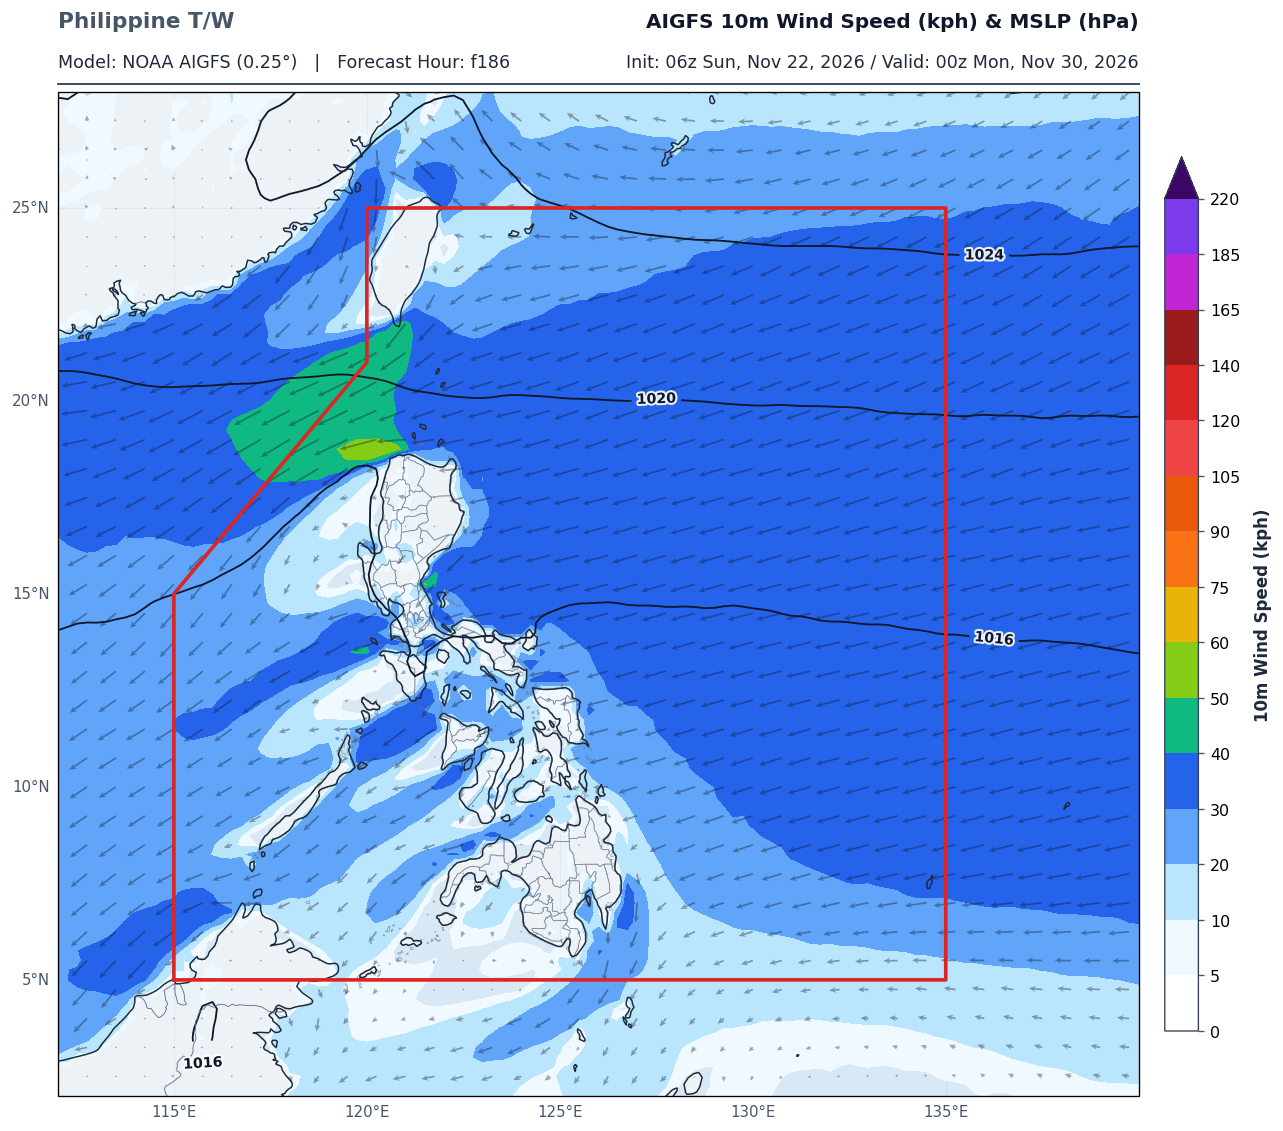 Philippine T/W
AIGFS 10m Wind Speed (kph) & MSLP (hPa)
Model: NOAA AIGFS (0.25°)   |   Forecast Hour: f186
Init: 06z Sun, Nov 22, 2026 / Valid: 00z Mon, Nov 30, 2026
25°N
20°N
15°N
10°N
5°N
1024
1020
1016
1016
115°E
120°E
125°E
130°E
135°E
220
185
165
140
120
105
90
75
60
50
40
30
20
10
5
0
10m Wind Speed (kph)